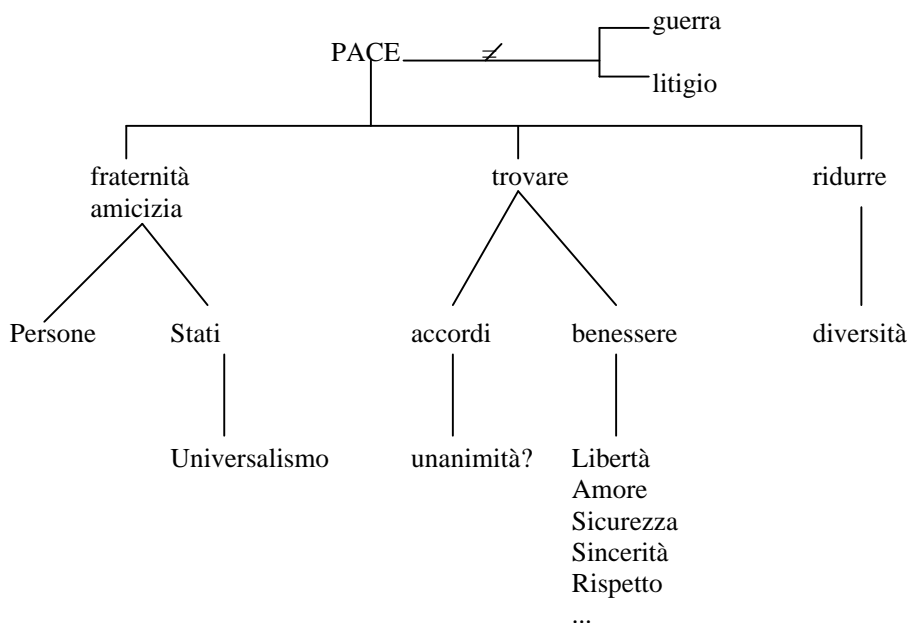 guerra
PACE ≠
litigio
fraternità trovare ridurre
amicizia
Persone Stati accordi benessere diversità
Universalismo unanimità? Libertà
Amore
Sicurezza
Sincerità
Rispetto
...